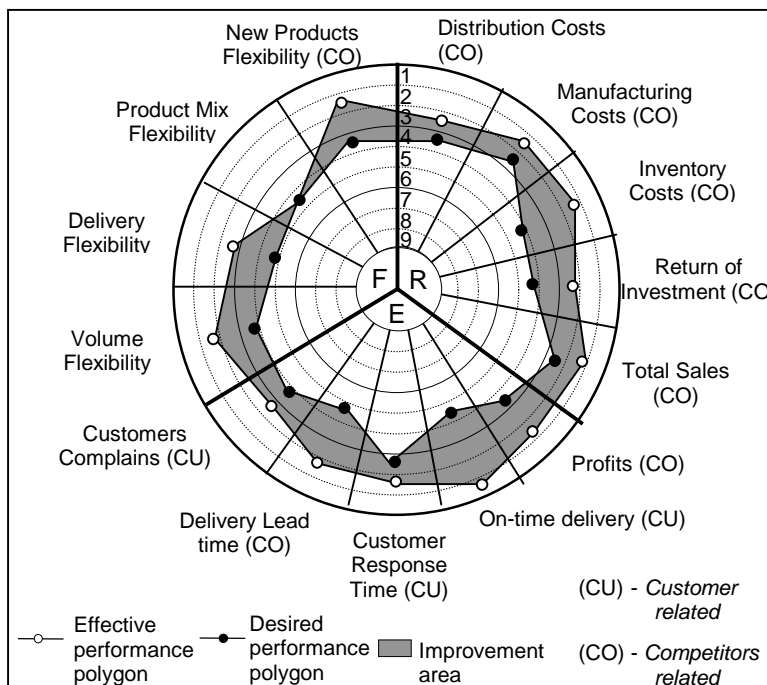 New Products
Flexibility (CO)
Distribution Costs
(CO)
Manufacturing
Costs (CO)
Inventory
Costs (CO)
Return of
Investment (CO
Total Sales
(CO)
Profits (CO)
On-time delivery (CU)
Customer
Response
Time (CU)
Delivery Lead
time (CO)
Customers
Complains (CU)
Volume
Flexibility
Delivery
Flexibility
Product Mix
Flexibility
1
2
3
4
5
6
7
8
9
F R
E
Effective
performance
polygon
Desired
performance
polygon
Improvement
area
(CU) - Customer
related
(CO) - Competitors
related